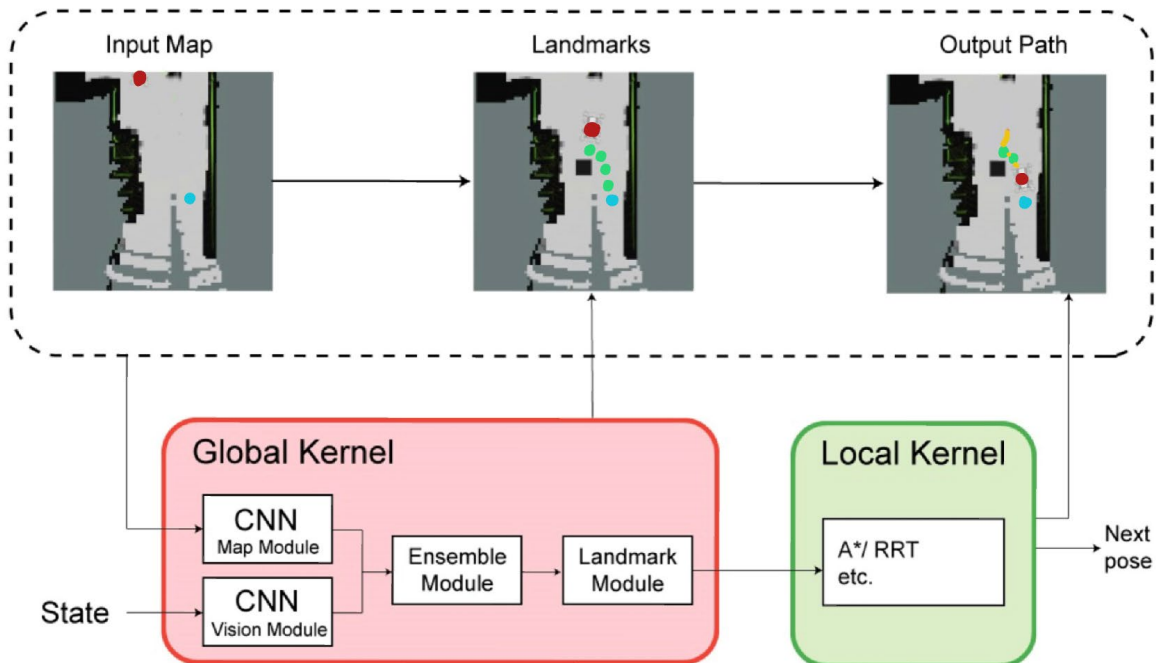 Input Map
Landmarks
Output Path
Global Kernel
Local Kernel
CNN
Map Module
Ensemble
Module
Landmark
Module
A*/ RRT
etc.
Next
pose
State
CNN
Vision Module